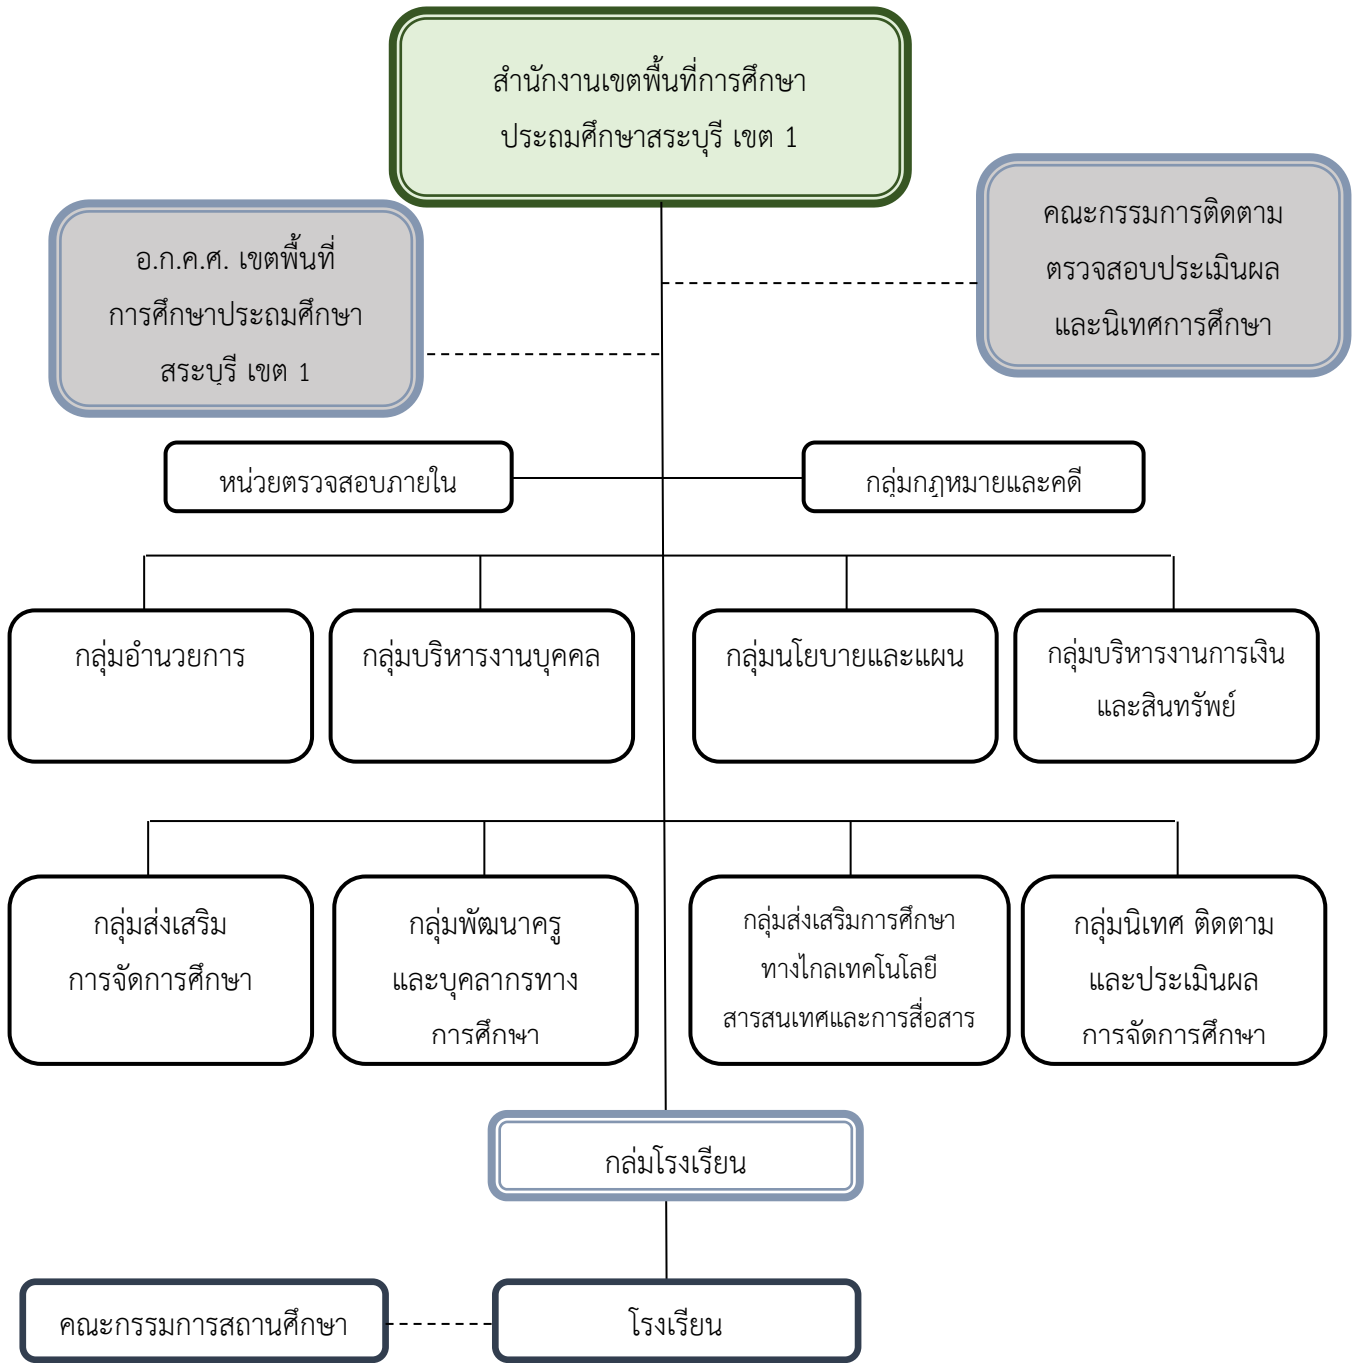 สำนักงานเขตพื้นที่การศึกษา
ประถมศึกษาสระบุรี เขต 1
คณะกรรมการติดตาม
ตรวจสอบประเมินผล
และนิเทศการศึกษา
อ.ก.ค.ศ. เขตพื้นที่
การศึกษาประถมศึกษา
สระบุรี เขต 1
หน่วยตรวจสอบภายใน
กลุ่มกฎหมายและคดี
กลุ่มอำนวยการ
กลุ่มบริหารงานบุคคล
กลุ่มนโยบายและแผน
กลุ่มบริหารงานการเงิน
และสินทรัพย์
กลุ่มส่งเสริม
การจัดการศึกษา
กลุ่มพัฒนาครู
และบุคลากรทาง
การศึกษา
กลุ่มส่งเสริมการศึกษา
ทางไกลเทคโนโลยี
สารสนเทศและการสื่อสาร
กลุ่มนิเทศ ติดตาม
และประเมินผล
การจัดการศึกษา
กล่มโรงเรียน
คณะกรรมการสถานศึกษา
โรงเรียน